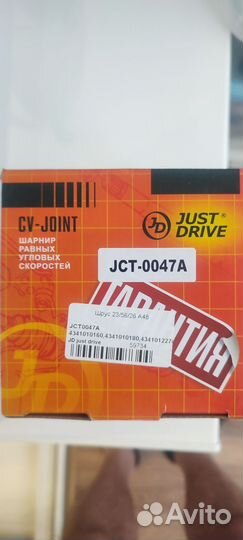 CV-JOINT
ШАРНИР
РАВНЫХ
УГЛОВЫХ
СКОРОСТЕЙ
JD
JUST
DRIVE®
JCT-0047A
ГАРАНТИЯ
Шрус 23/56/26 A48
JCT0047A
4341010160,4341010180,434101227
JD just drive
59734
JD
Avito